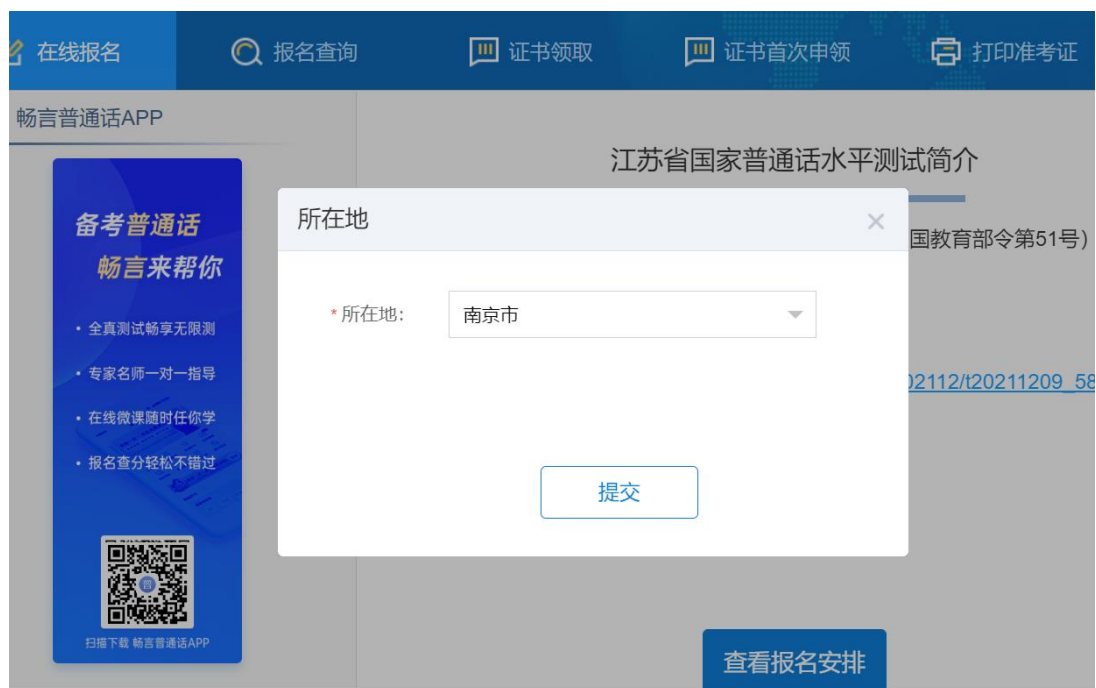 在线报名
报名查询
证书领取
证书首次申领
打印准考证
畅言普通话APP
江苏省国家普通话水平测试简介
备考普通话
畅言来帮你
• 全真测试畅享无限测
• 专家名师一对一指导
• 在线微课随时任你学
• 报名查分轻松不错过
扫描下载 畅言普通话APP
所在地
×
国教育部令第51号)
*所在地:
南京市
02112/t20211209_58
提交
查看报名安排